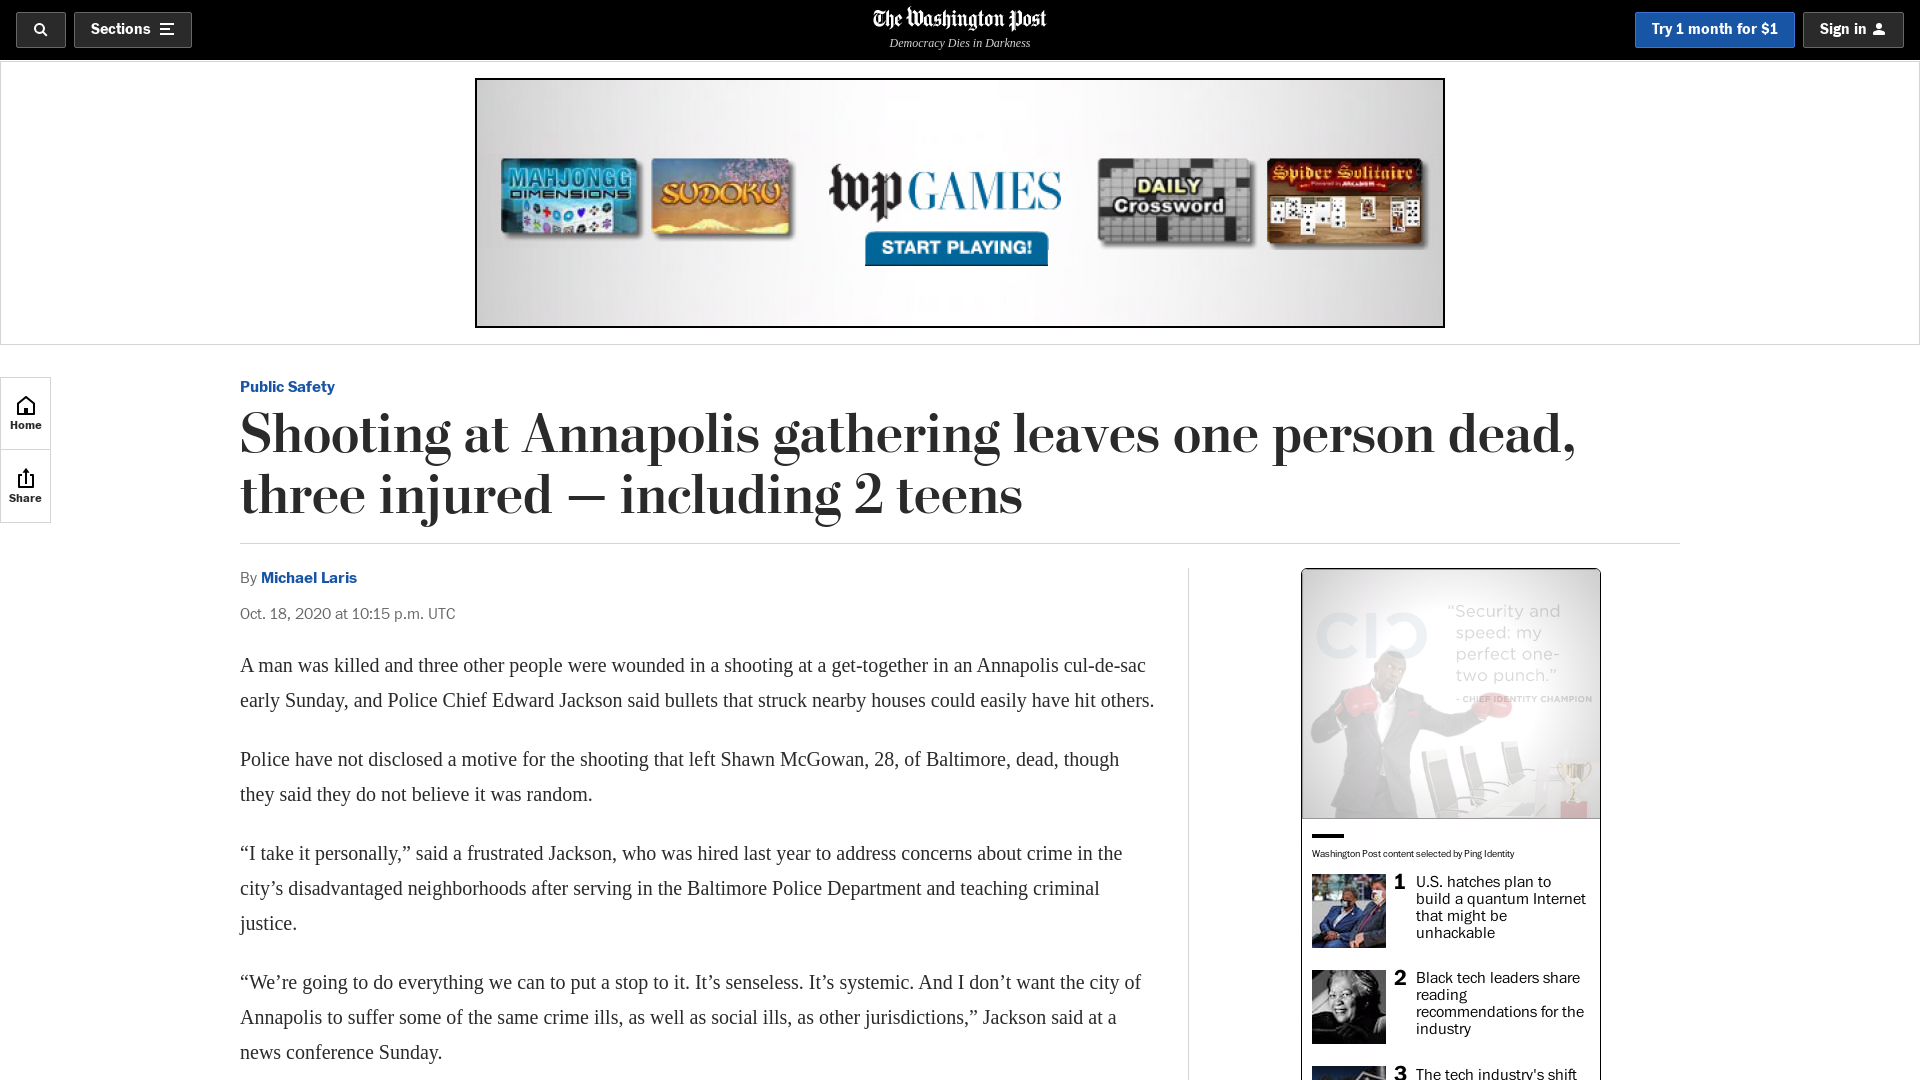 Sections
The Washington Post
Democracy Dies in Darkness
Try 1 month for $1
Sign in
MAHJONGG
DIMENSIONS
SUDOKU
wp GAMES
START PLAYING!
DAILY
Crossword
Spider Solitaire
Home
Share
Public Safety
Shooting at Annapolis gathering leaves one person dead,
three injured — including 2 teens
By Michael Laris
Oct. 18, 2020 at 10:15 p.m. UTC
A man was killed and three other people were wounded in a shooting at a get-together in an Annapolis cul-de-sac
early Sunday, and Police Chief Edward Jackson said bullets that struck nearby houses could easily have hit others.
Police have not disclosed a motive for the shooting that left Shawn McGowan, 28, of Baltimore, dead, though
they said they do not believe it was random.
“I take it personally,” said a frustrated Jackson, who was hired last year to address concerns about crime in the
city’s disadvantaged neighborhoods after serving in the Baltimore Police Department and teaching criminal
justice.
“We’re going to do everything we can to put a stop to it. It’s senseless. It’s systemic. And I don’t want the city of
Annapolis to suffer some of the same crime ills, as well as social ills, as other jurisdictions,” Jackson said at a
news conference Sunday.
“Security and
speed: my
perfect one-
two punch.”
- CHIEF IDENTITY CHAMPION
Washington Post content selected by Ping Identity
1 U.S. hatches plan to
build a quantum Internet
that might be
unhackable
2 Black tech leaders share
reading
recommendations for the
industry
3 The tech industry's shift